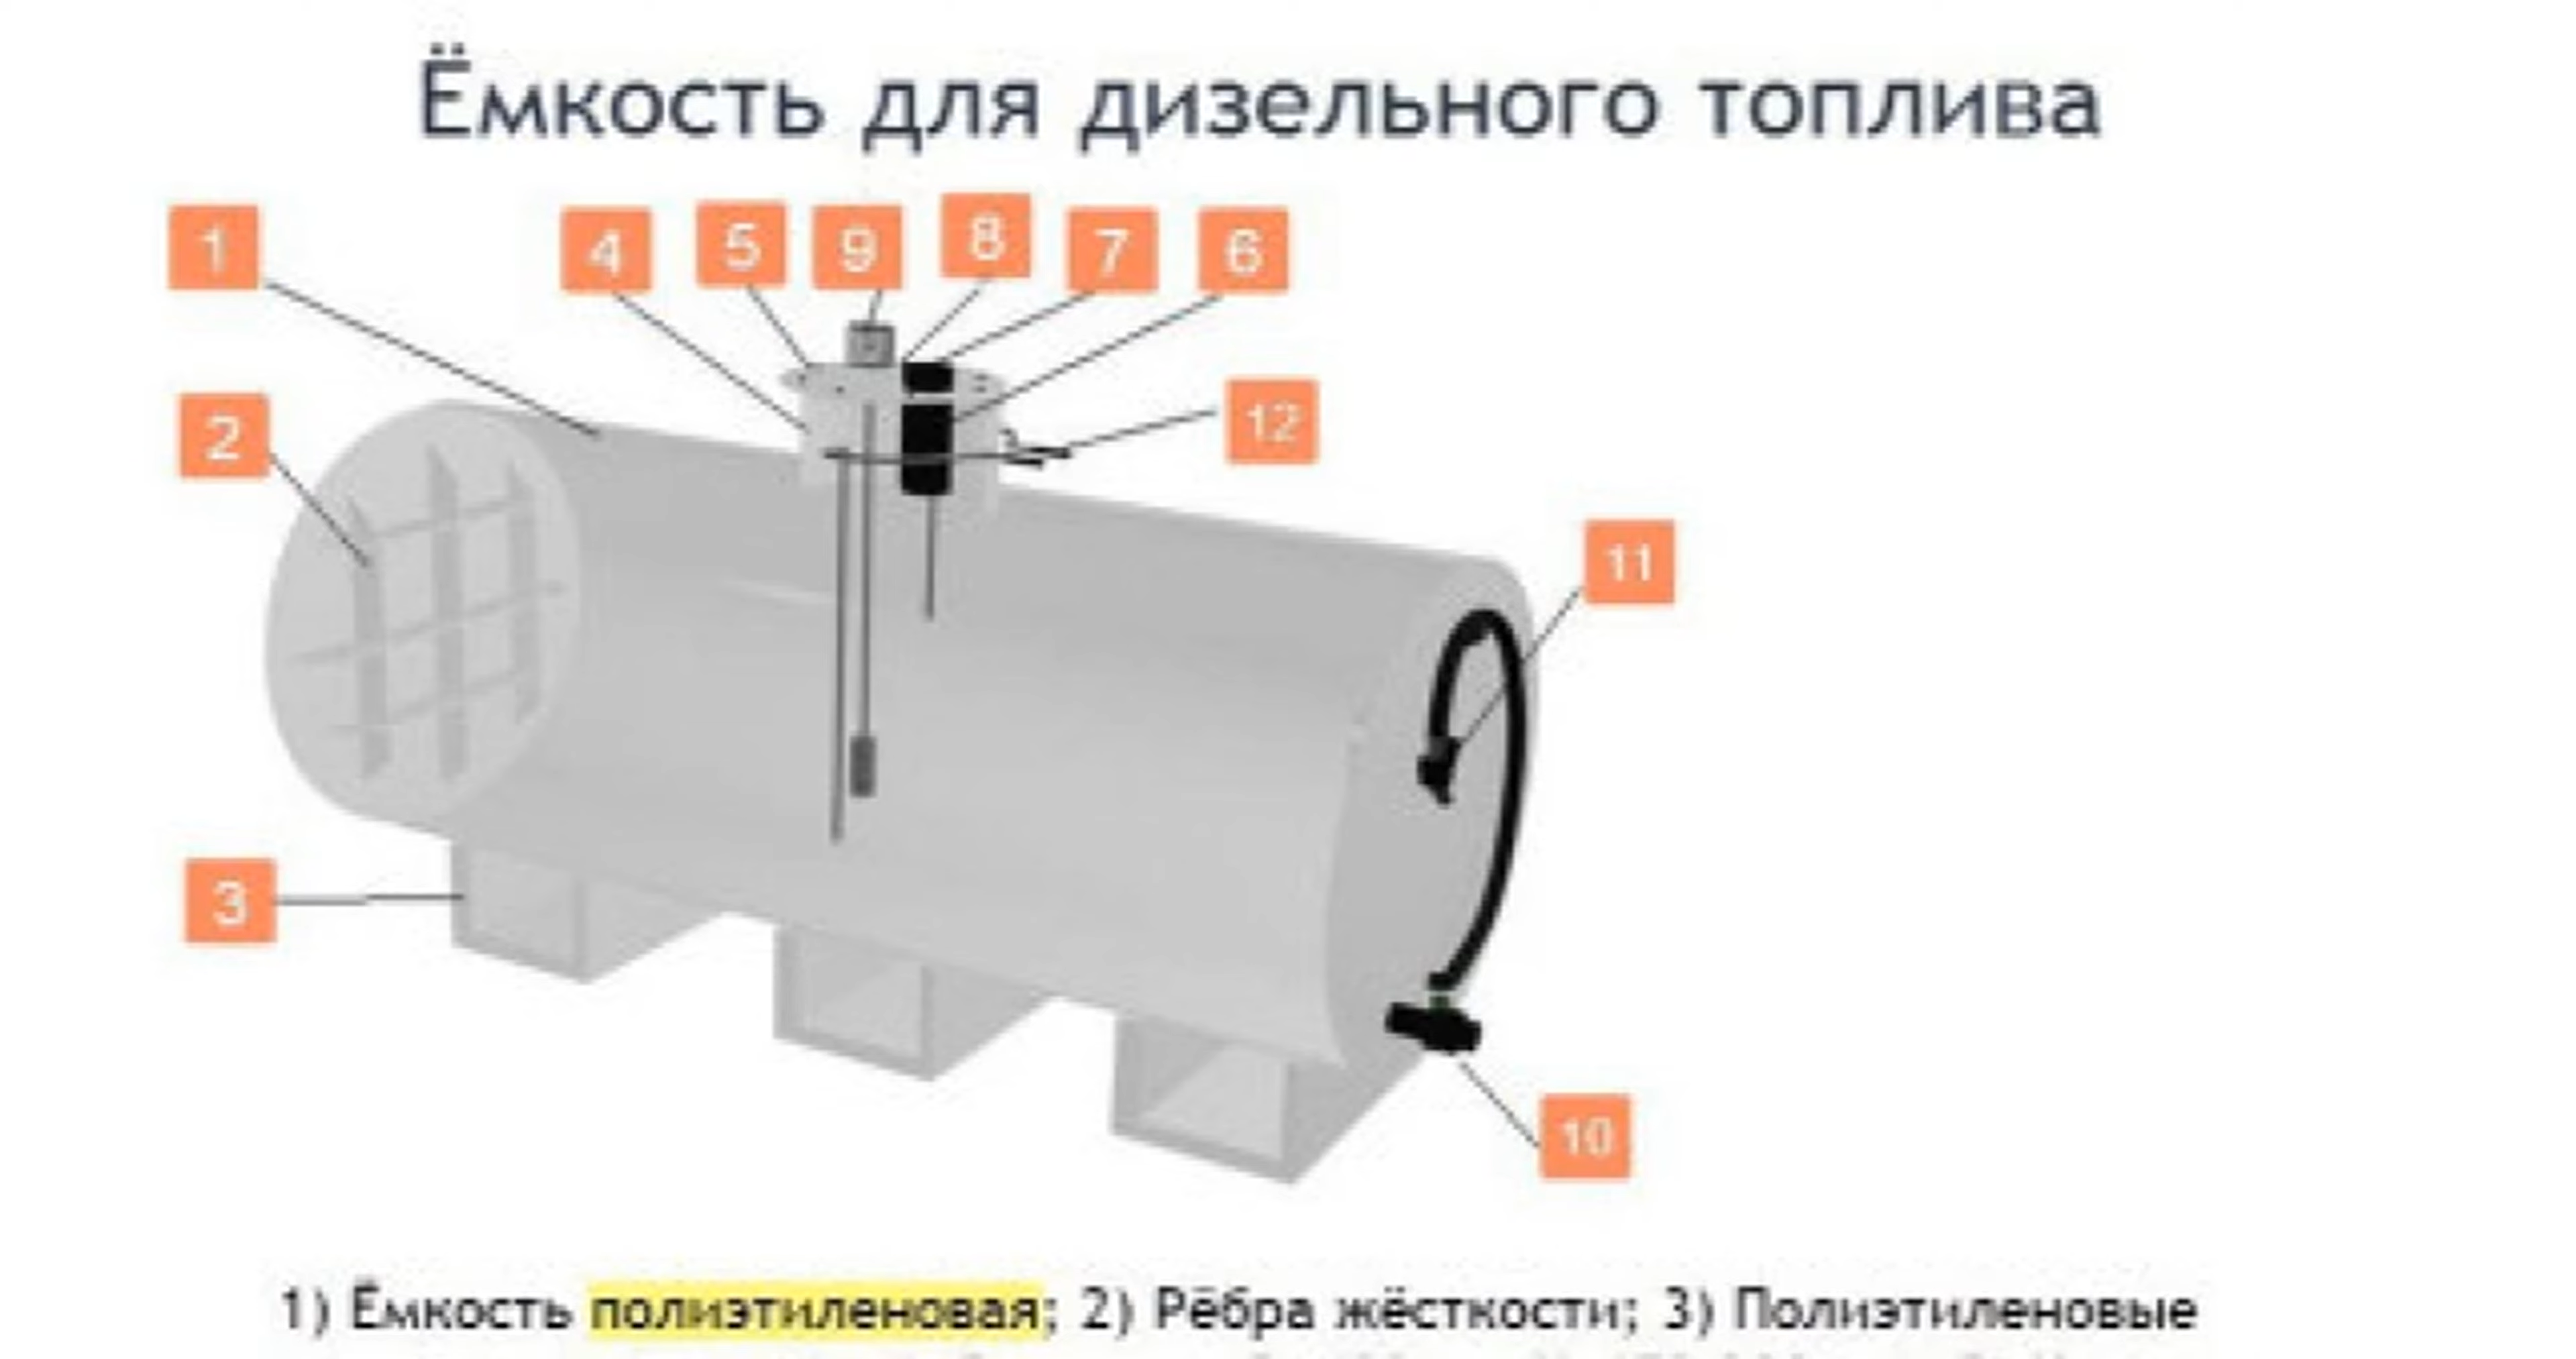 Ёмкость для дизельного топлива
1 4 5 9 8 7 6
2 12
11
3
10
1) Ёмкость полиэтиленовая; 2) Рёбра жёсткости; 3) Полиэтиленовые